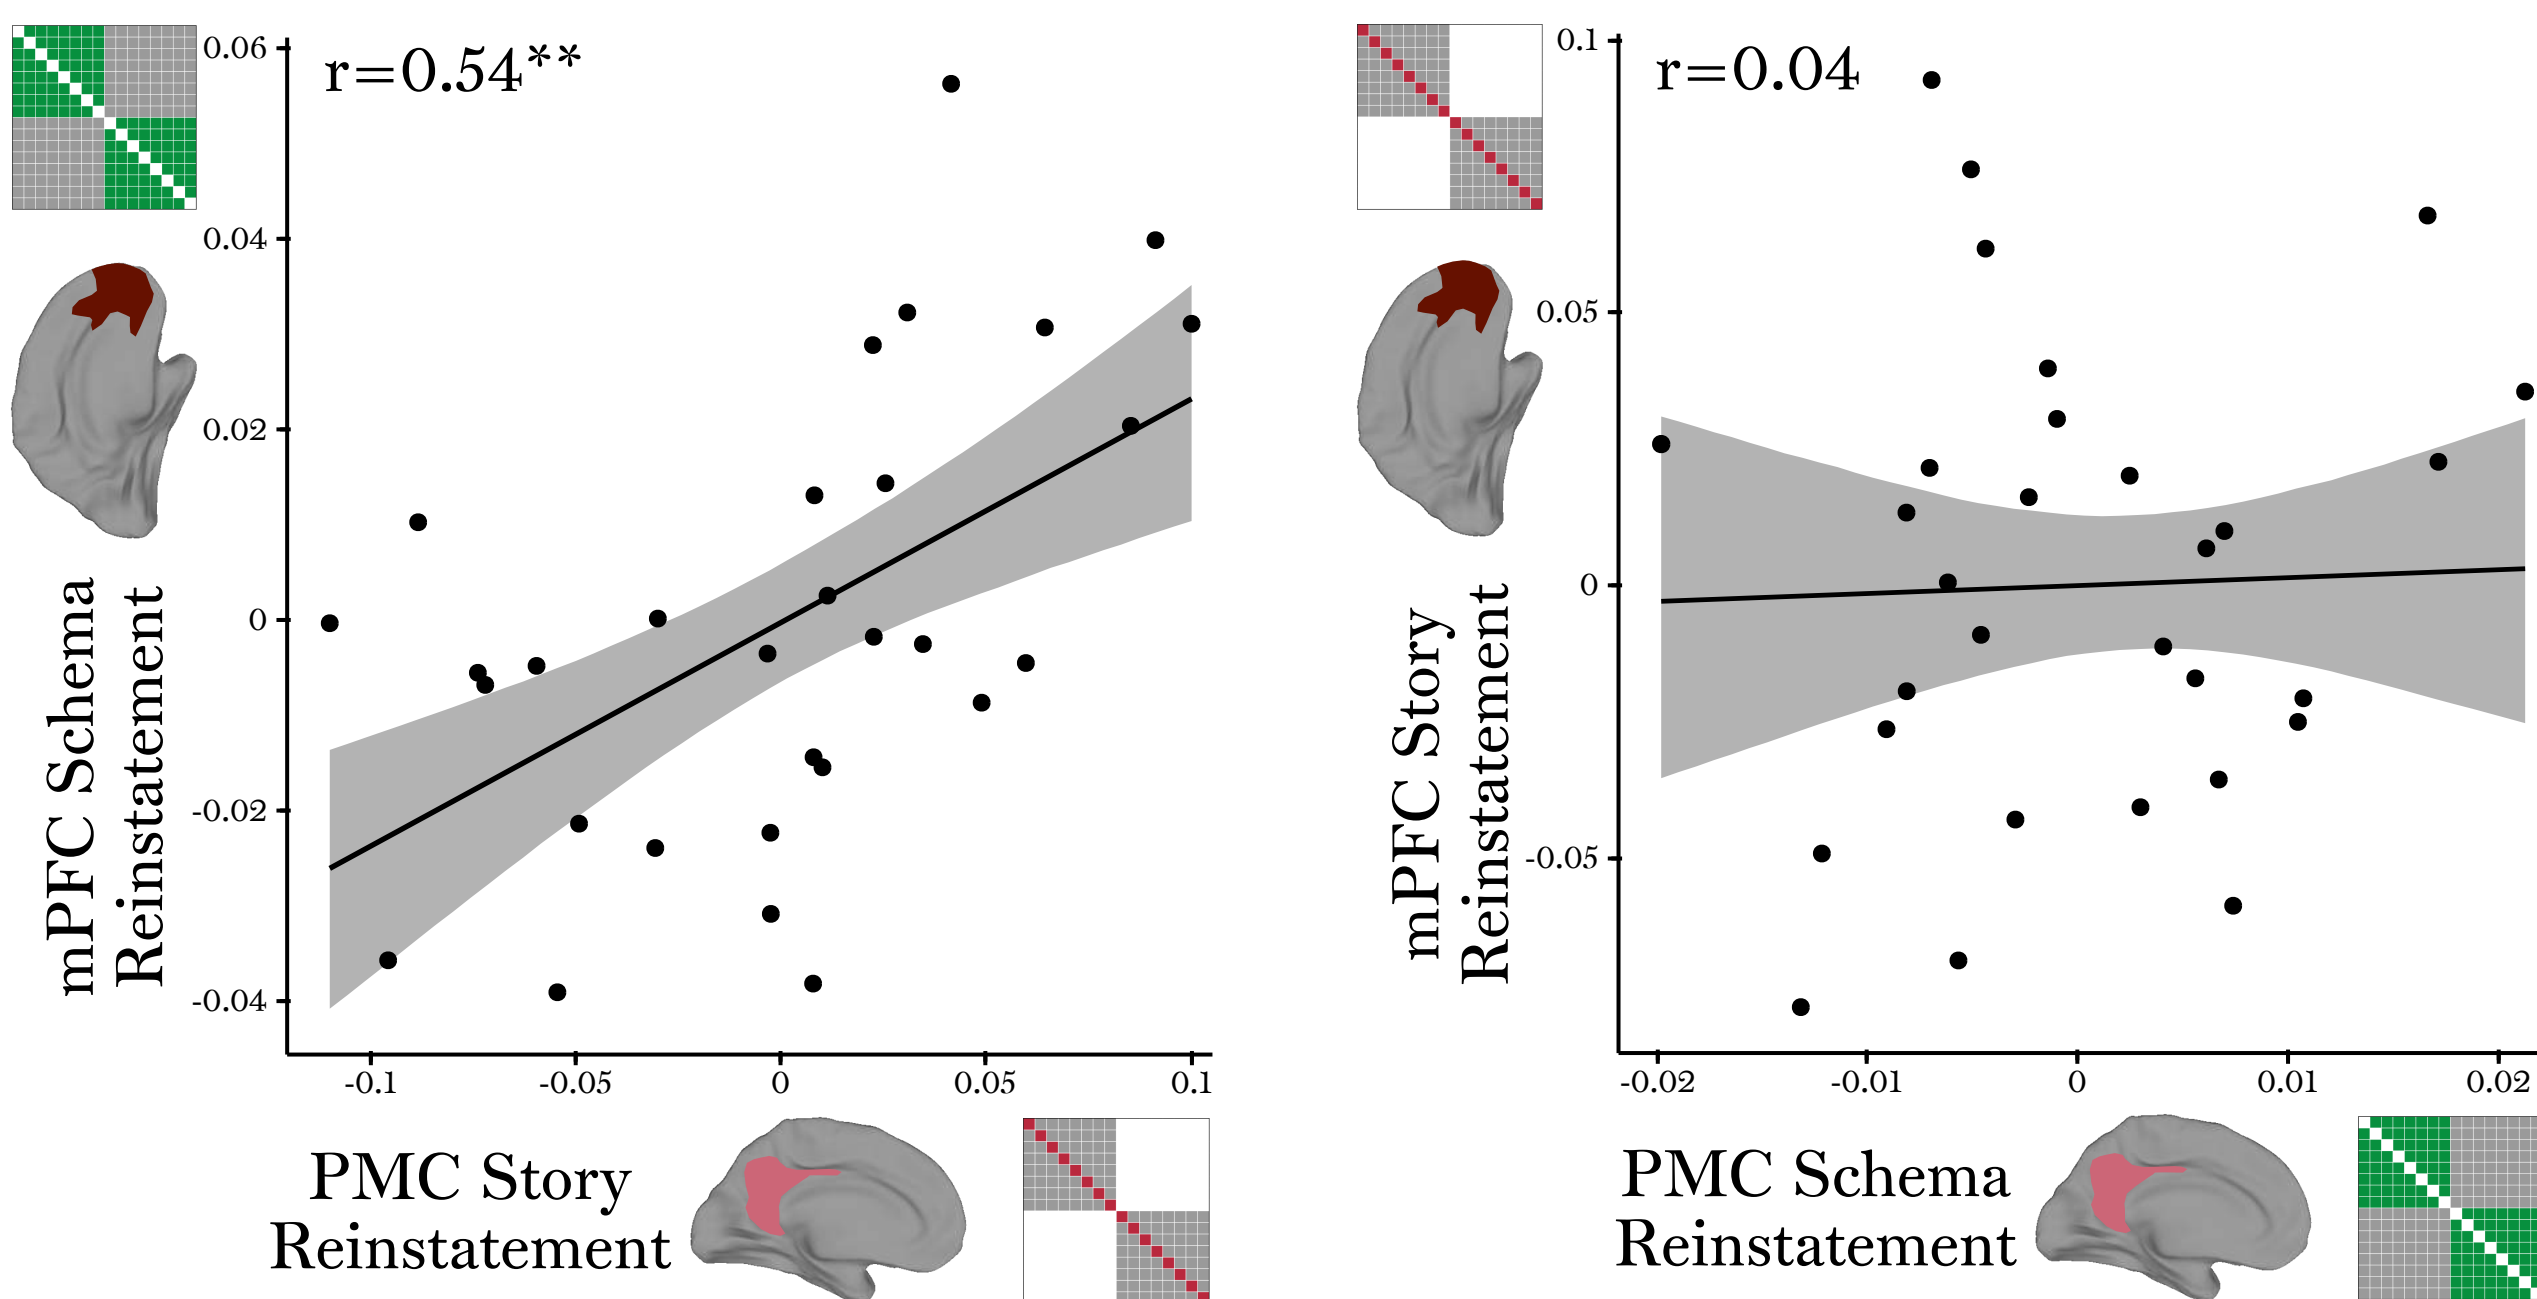 r=0.54**
0.06
0.04
0.02
0
-0.02
-0.04
mPFC Schema
Reinstatement
-0.1
-0.05
0
0.05
0.1
PMC Story
Reinstatement
r=0.04
0.1
0.05
0
-0.05
mPFC Story
Reinstatement
-0.02
-0.01
0
0.01
0.02
PMC Schema
Reinstatement